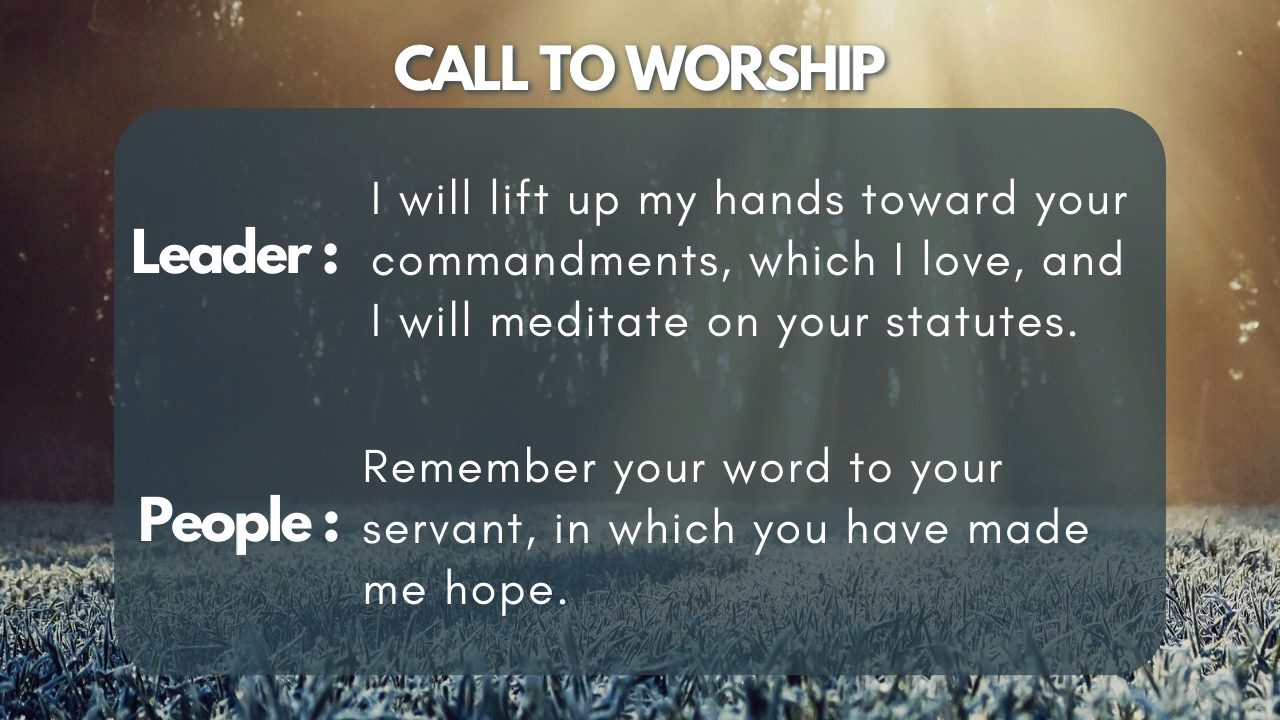 CALL TO WORSHIP
Leader :
I will lift up my hands toward your
commandments, which I love, and
I will meditate on your statutes.
People :
Remember your word to your
servant, in which you have made
me hope.